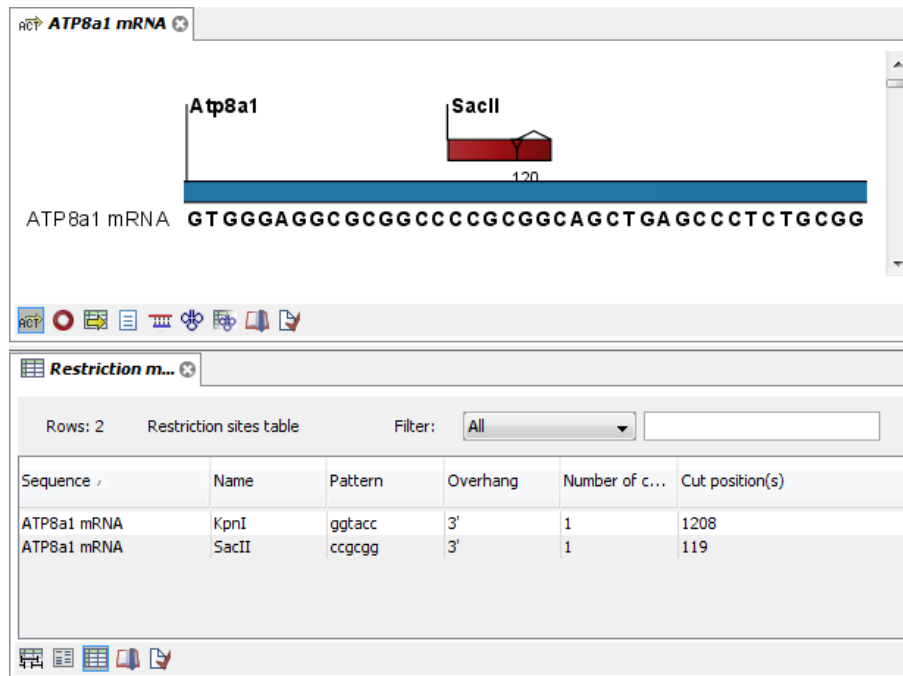 ATP8a1 mRNA
Atp8a1 SacII
120
ATP8a1 mRNA GTGGGAGGCGCGGCCCCGCGGCAGCTGAGCCCTCTGCGG
Restriction m...
Rows: 2 Restriction sites table Filter: All
Sequence Name Pattern Overhang Number of c... Cut position(s)
ATP8a1 mRNA KpnI ggtacc 3' 1 1208
ATP8a1 mRNA SacII ccgcgg 3' 1 119